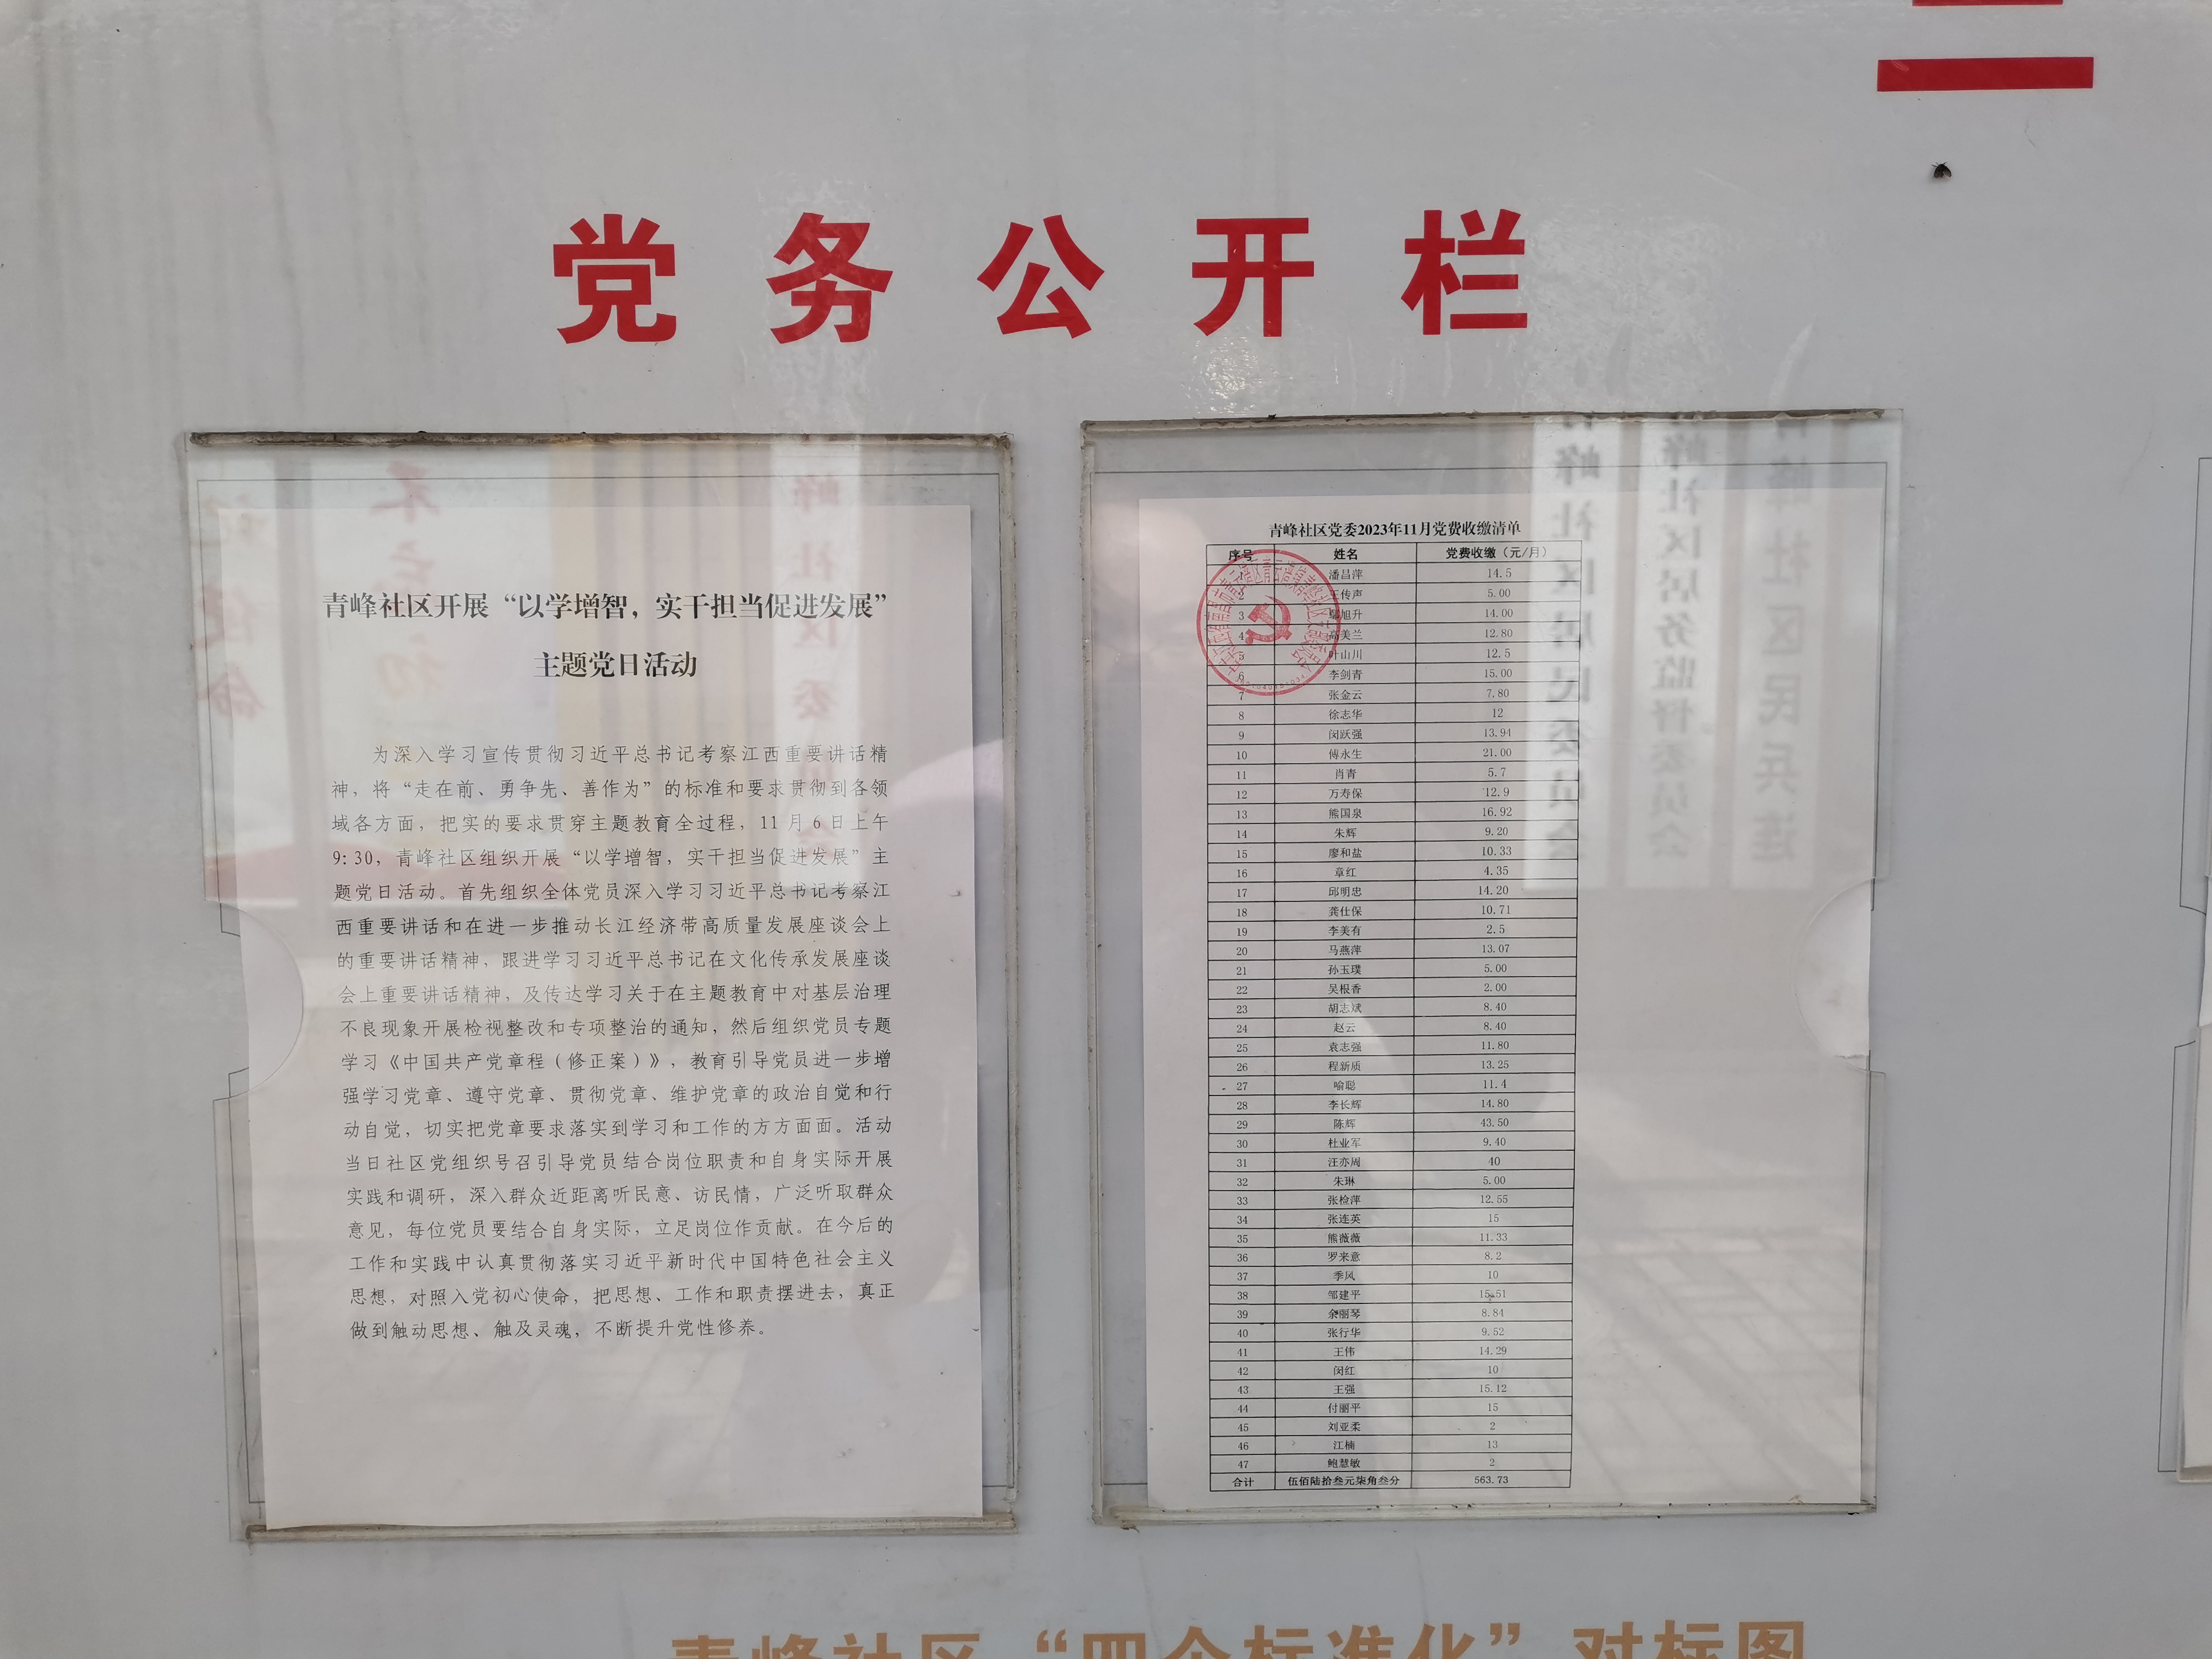 党务公开栏
青峰社区开展“以学增智，实干担当促进发展”
主题党日活动
为深入学习宣传贯彻习近平总书记考察江西重要讲话精
神，将“走在前、勇争先、善作为”的标准和要求贯彻到各领
域各方面，把实的要求贯穿主题教育全过程，11月6日上午
9:30，青峰社区组织开展“以学增智，实干担当促进发展”主
题党日活动。首先组织全体党员深入学习习近平总书记考察江
西重要讲话和在进一步推动长江经济带高质量发展座谈会上
的重要讲话精神，跟进学习习近平总书记在文化传承发展座谈
会上重要讲话精神，及传达学习关于在主题教育中对基层治理
不良现象开展检视整改和专项整治的通知，然后组织党员专题
学习《中国共产党章程（修正案）》，教育引导党员进一步增
强学习党章、遵守党章、贯彻党章、维护党章的政治自觉和行
动自觉，切实把党章要求落实到学习和工作的方方面面。活动
当日社区党组织号召引导党员结合岗位职责和自身实际开展
实践和调研，深入群众近距离听民意、访民情，广泛听取群众
意见，每位党员要结合自身实际，立足岗位作贡献。在今后的
工作和实践中认真贯彻落实习近平新时代中国特色社会主义
思想，对照入党初心使命，把思想、工作和职责摆进去，真正
做到触动思想、触及灵魂，不断提升党性修养。
青峰社区党委2023年11月党费收缴清单
序号 姓名 党费收缴（元/月）
1 潘昌萍 14.5
2 王传声 5.00
3 旭升 14.00
4 高美兰 12.80
5 叶山川 12.5
6 李剑青 15.00
7 张金云 7.80
8 徐志华 12
9 闵跃强 13.94
10 傅永生 21.00
11 肖青 5.7
12 万寿保 12.9
13 熊国泉 16.92
14 朱辉 9.20
15 廖和盐 10.33
16 章红 4.35
17 邱明忠 14.20
18 龚仕保 10.71
19 李美有 2.5
20 马燕萍 13.07
21 孙玉璞 5.00
22 吴根香 2.00
23 胡志斌 8.40
24 赵云 8.40
25 袁志强 11.80
26 程新质 13.25
27 喻聪 11.4
28 李长辉 14.80
29 陈辉 43.50
30 杜业军 9.40
31 汪亦周 40
32 朱琳 5.00
33 张检萍 12.55
34 张连英 15
35 熊薇薇 11.33
36 罗来意 8.2
37 季风 10
38 邹建平 15.51
39 余丽琴 8.84
40 张行华 9.52
41 王伟 14.29
42 闵红 10
43 王强 15.12
44 付丽平 15
45 刘亚柔 2
46 江楠 13
47 鲍慧敏 2
合计 伍佰陆拾叁元柒角叁分 563.73
青峰社区“四个标准化”对标图